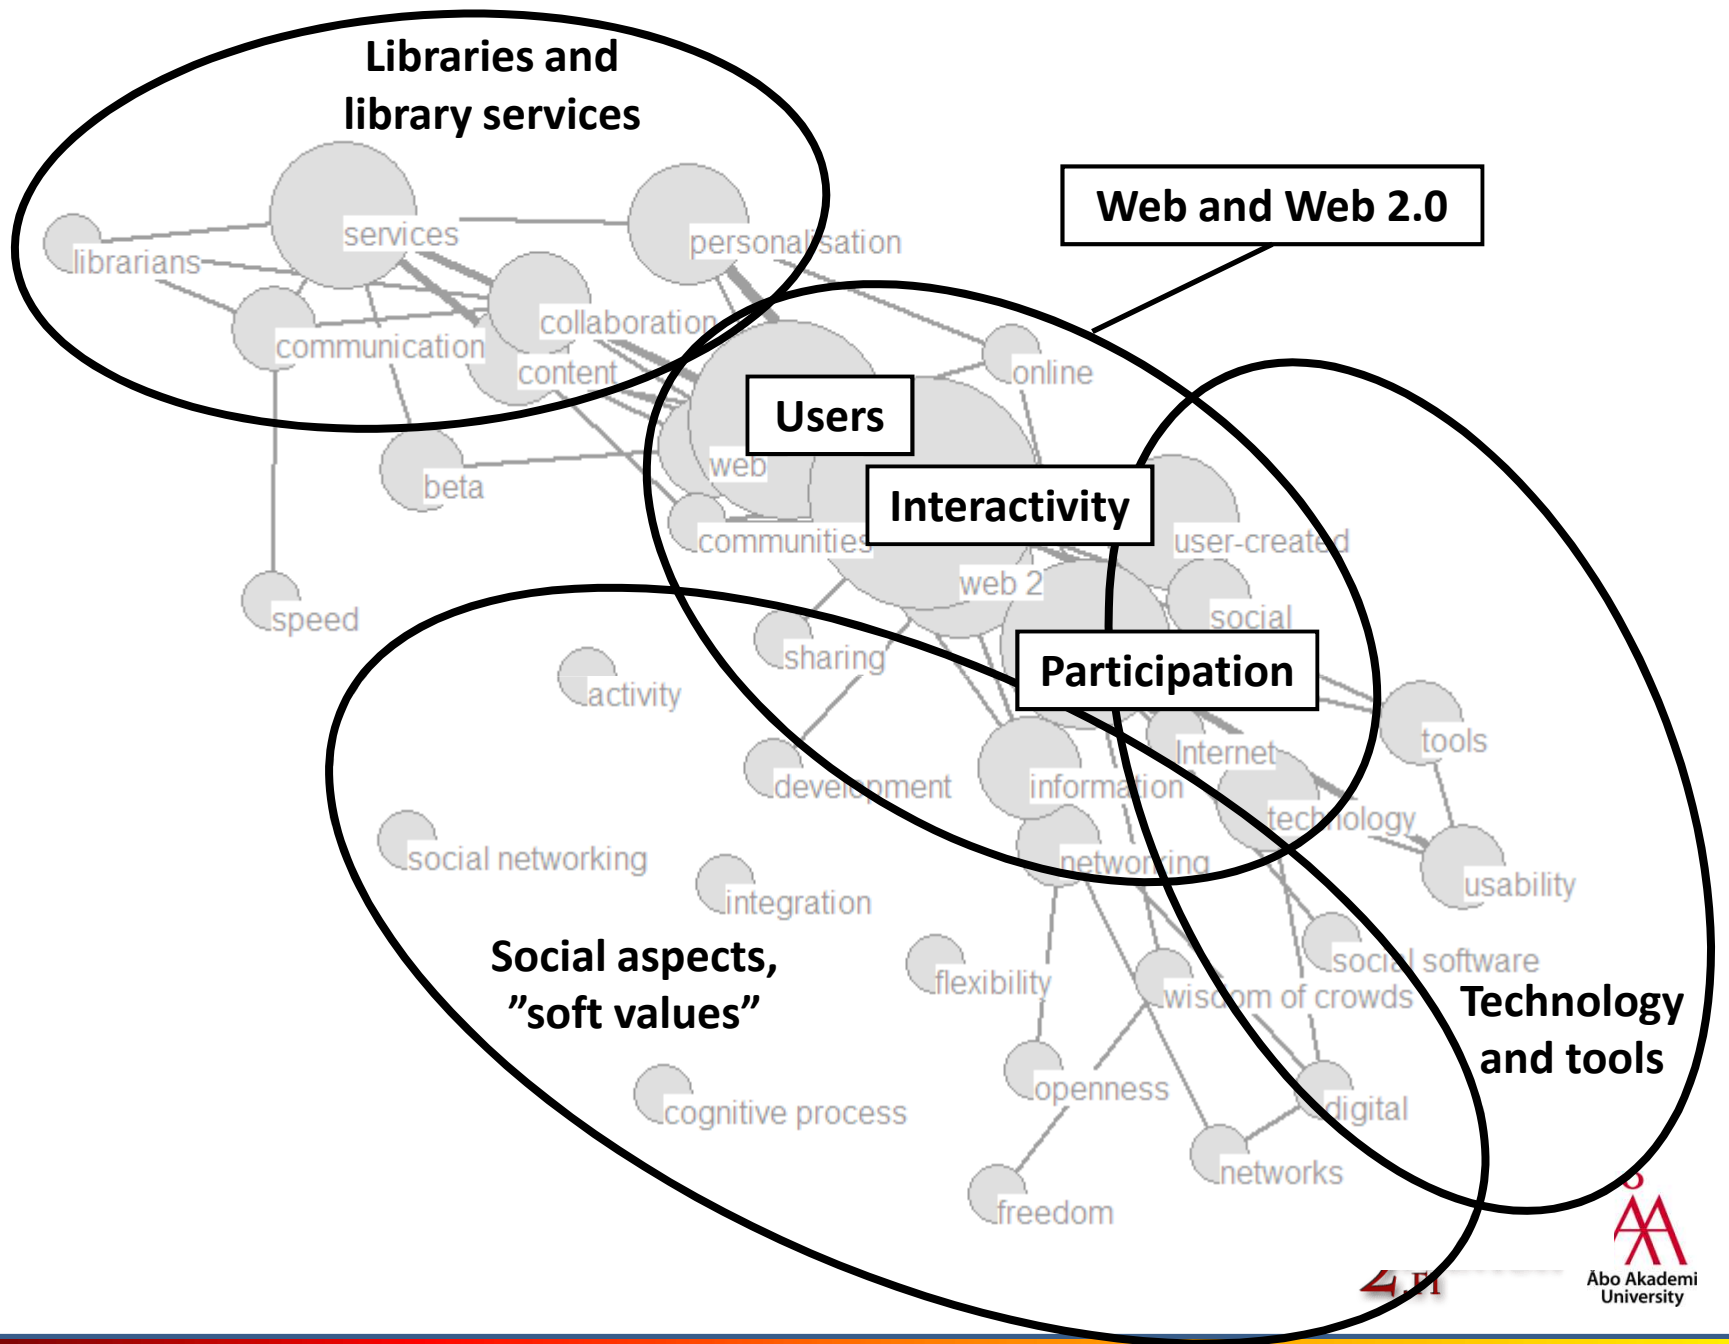 Libraries and
library services
Web and Web 2.0
services
personalisation
librarians
collaboration
communication
content
online
Users
web
beta
Interactivity
communities
user-created
web 2
social
speed
sharing
Participation
activity
tools
Internet
development
information
technology
social networking
networking
usability
integration
Social aspects,
”soft values”
flexibility
social software
wisdom of crowds
Technology
and tools
openness
cognitive process
digital
networks
freedom
2.FI
Åbo Akademi
University